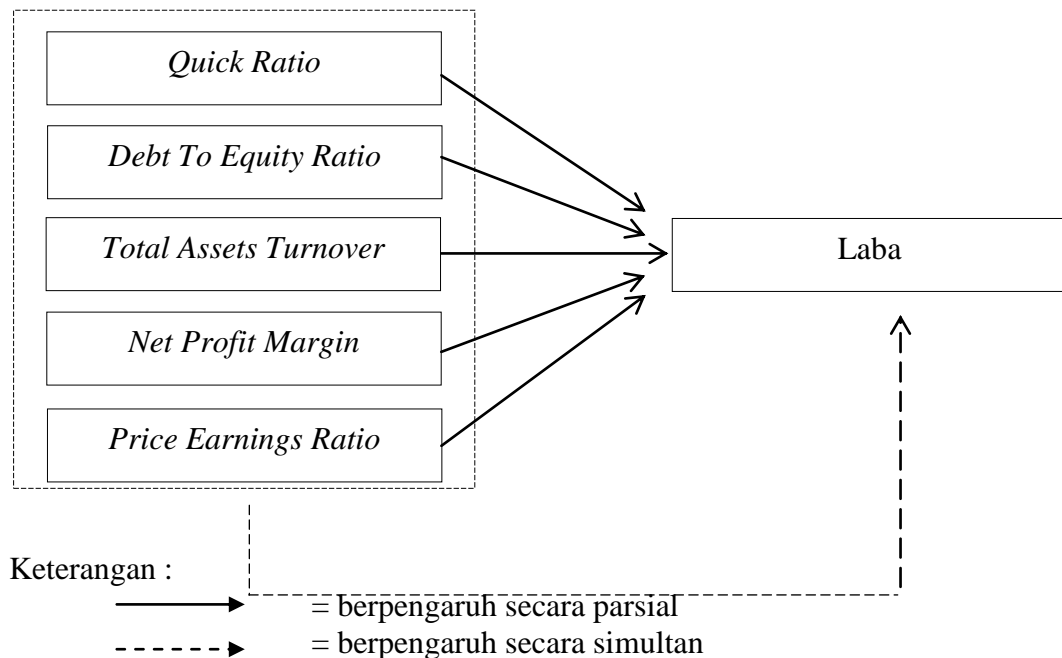 Quick Ratio
Debt To Equity Ratio
Total Assets Turnover
Laba
Net Profit Margin
Price Earnings Ratio
Keterangan :
= berpengaruh secara parsial
= berpengaruh secara simultan